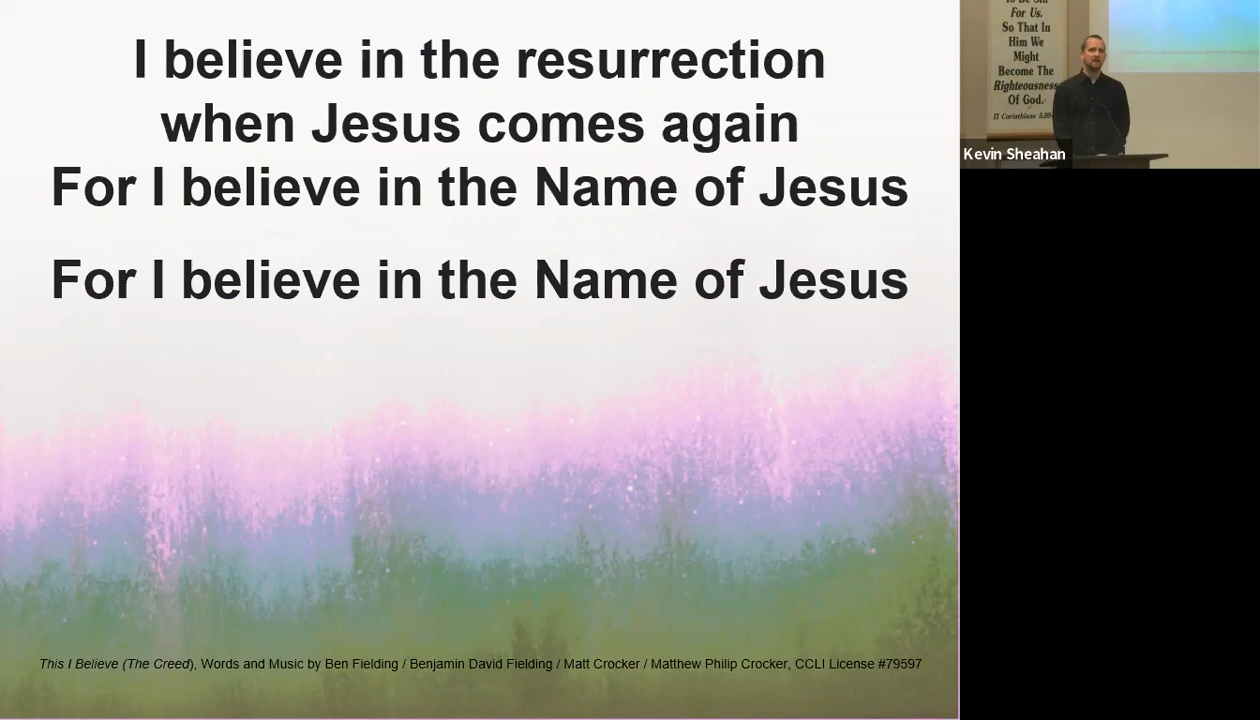 I believe in the resurrection
when Jesus comes again
For I believe in the Name of Jesus
For I believe in the Name of Jesus
This I Believe (The Creed), Words and Music by Ben Fielding / Benjamin David Fielding / Matt Crocker / Matthew Philip Crocker, CCLI License #79597
For Us.
So That In
Him We
Might
Become The
Righteousness
Of God.
II Corinthians
Kevin Sheahan